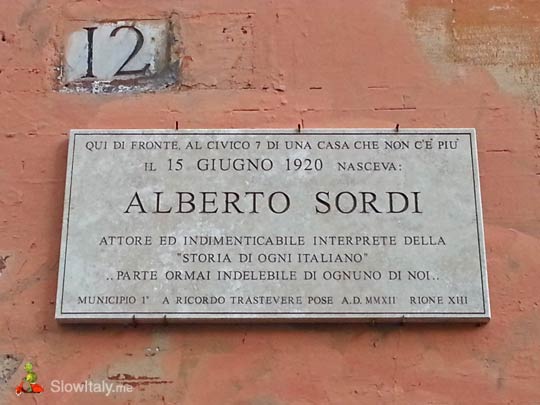 12
QUI DI FRONTE, AL CIVICO 7 DI UNA CASA CHE NON C'E' PIU'
IL 15 GIUGNO 1920 NASCEVA:
ALBERTO SORDI
ATTORE ED INDIMENTICABILE INTERPRETE DELLA
"STORIA DI OGNI ITALIANO"
..PARTE ORMAI INDELEBILE DI OGNUNO DI NOI..
MUNICIPIO 1° A RICORDO TRASTEVERE POSE A.D. MMXII RIONE XIII
12
SlowItaly.me